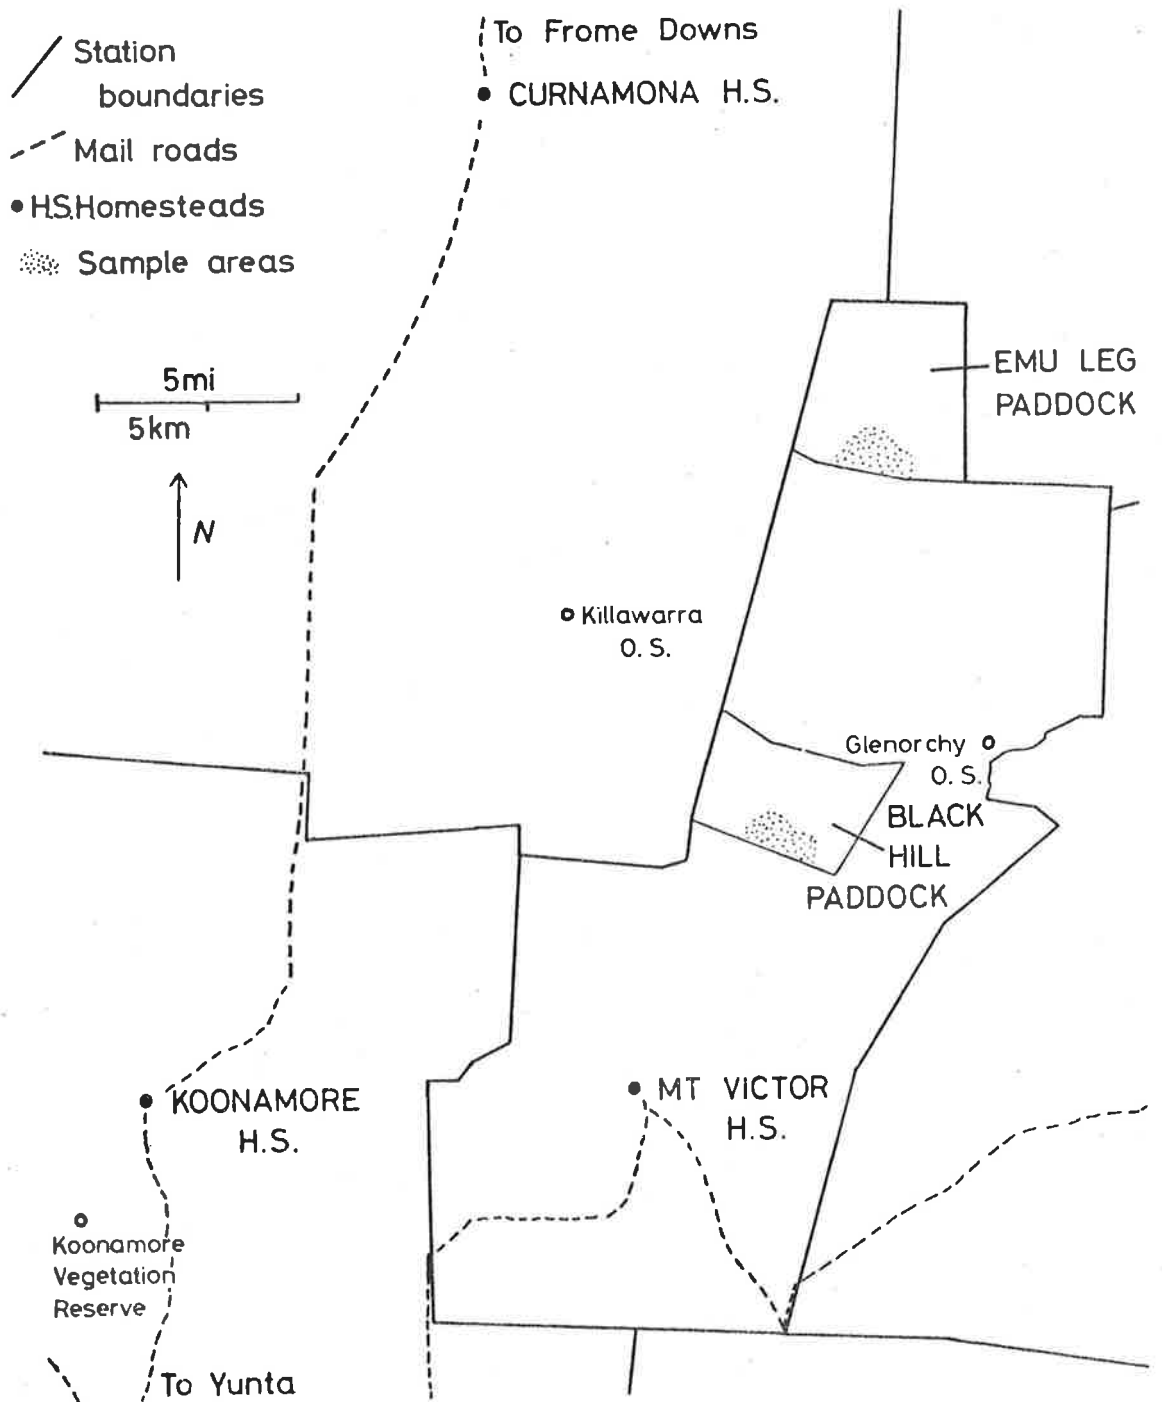 Station
boundaries
Mail roads
H.S.Homesteads
Sample areas
5mi
5km
N
To Frome Downs
CURNAMONA H.S.
EMU LEG
PADDOCK
Killawarra
O.S.
Glenorchy
O.S.
BLACK
HILL
PADDOCK
KOONAMORE
H.S.
MT VICTOR
H.S.
Koonamore
Vegetation
Reserve
To Yunta